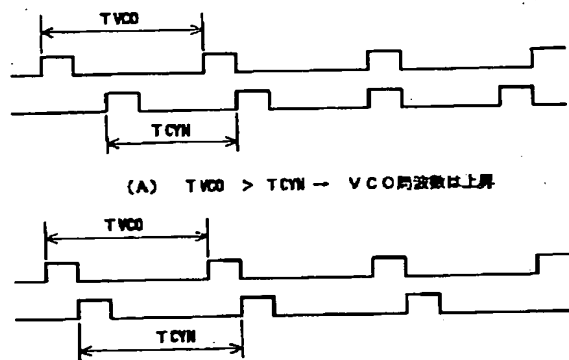 TVCO
TCYN
(A) TVCO > TCYN → VCO周波数は上昇
TVCO
TCYN